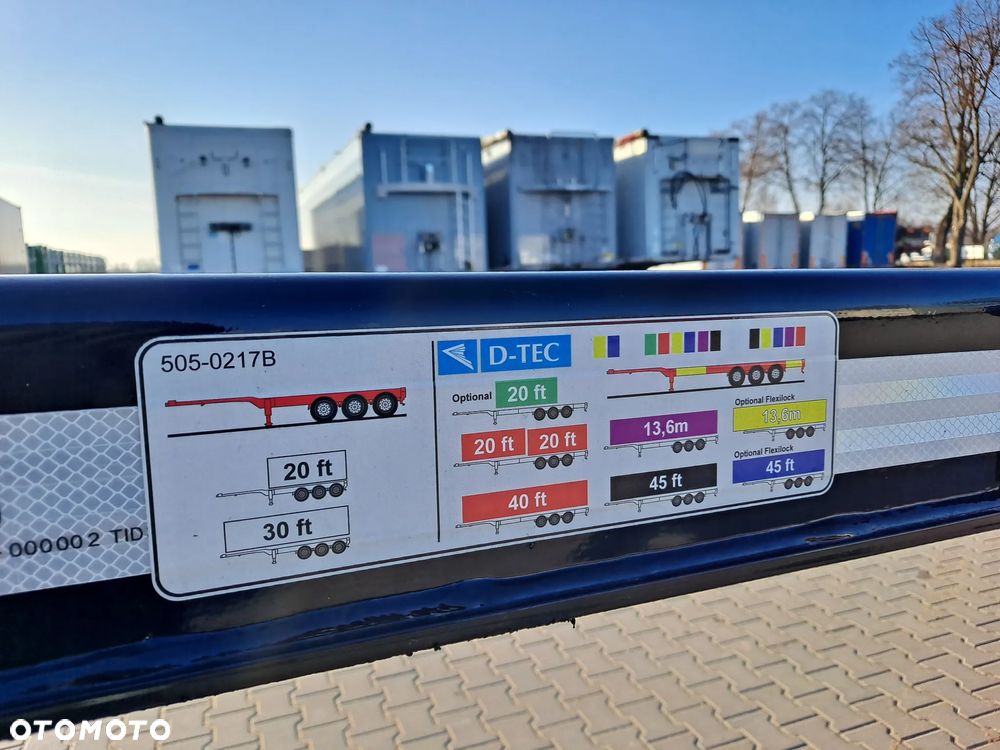 505-0217B
20 ft
30 ft
D-TEC
Optional
20 ft
20 ft 20 ft
40 ft
13,6m
45 ft
Optional Flexilock
13,6m
Optional Flexilock
45 ft
000002 TID
OTOMOTO